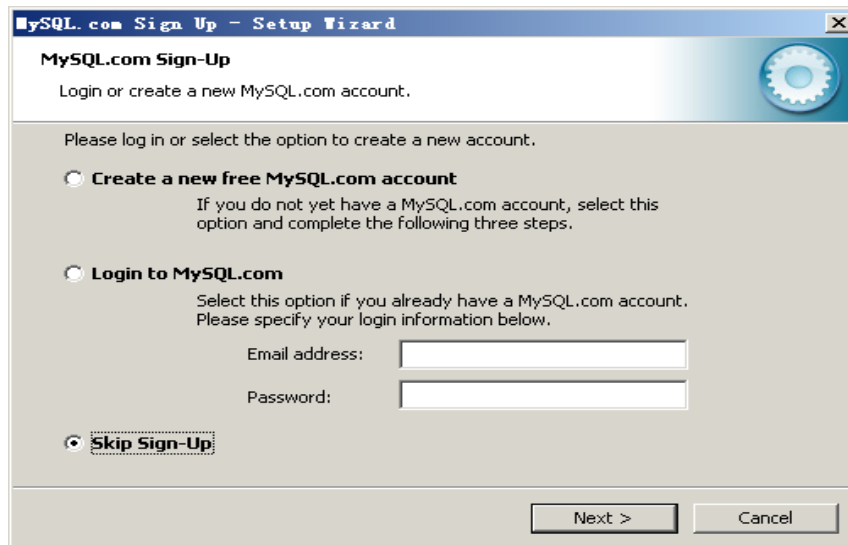 MySQL.com Sign Up - Setup Wizard
MySQL.com Sign-Up
Login or create a new MySQL.com account.
Please log in or select the option to create a new account.
Create a new free MySQL.com account
If you do not yet have a MySQL.com account, select this
option and complete the following three steps.
Login to MySQL.com
Select this option if you already have a MySQL.com account.
Please specify your login information below.
Email address:
Password:
Skip Sign-Up
Next >
Cancel